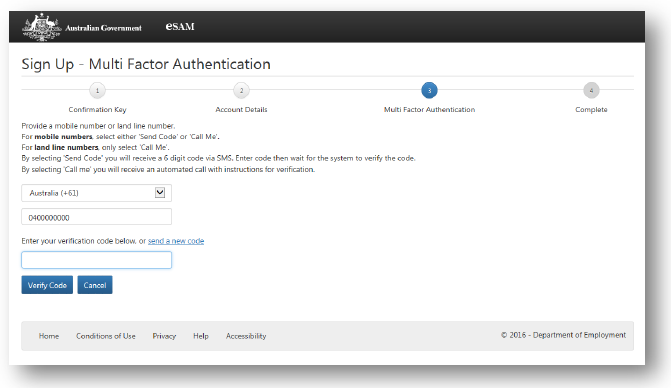 Australian Government eSAM
Sign Up - Multi Factor Authentication
1 2 3 4
Confirmation Key Account Details Multi Factor Authentication Complete
Provide a mobile number or land line number.
For mobile numbers, select either 'Send Code' or 'Call Me'.
For land line numbers, only select 'Call Me'.
By selecting 'Send Code' you will receive a 6 digit code via SMS. Enter code then wait for the system to verify the code.
By selecting 'Call me' you will receive an automated call with instructions for verification.
Australia (+61)
0400000000
Enter your verification code below, or send a new code
Verify Code Cancel
Home Conditions of Use Privacy Help Accessibility © 2016 - Department of Employment